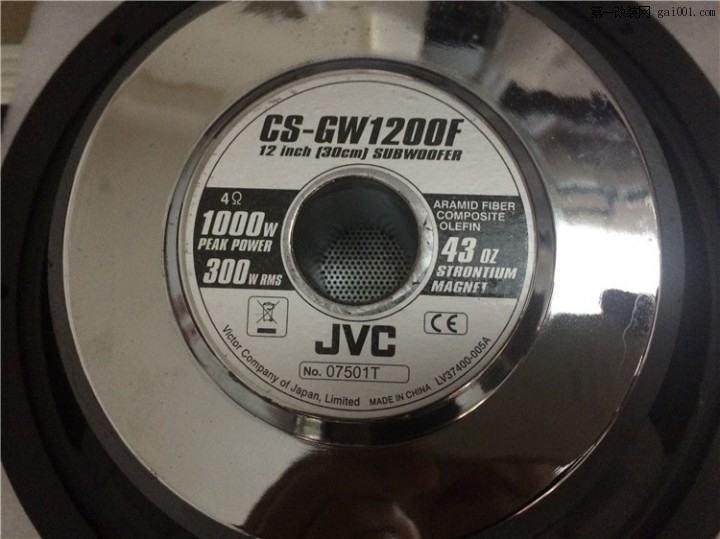 第一改装网 gai001.com
CS-GW1200F
12 inch (30cm) SUBWOOFER
4Ω
1000W
PEAK POWER
300W RMS
ARAMID FIBER
COMPOSITE
OLEFIN
43 OZ
STRONTIUM
MAGNET
CE
JVC
No. 07501T
Victor Company of Japan, Limited MADE IN CHINA LV37400-005A